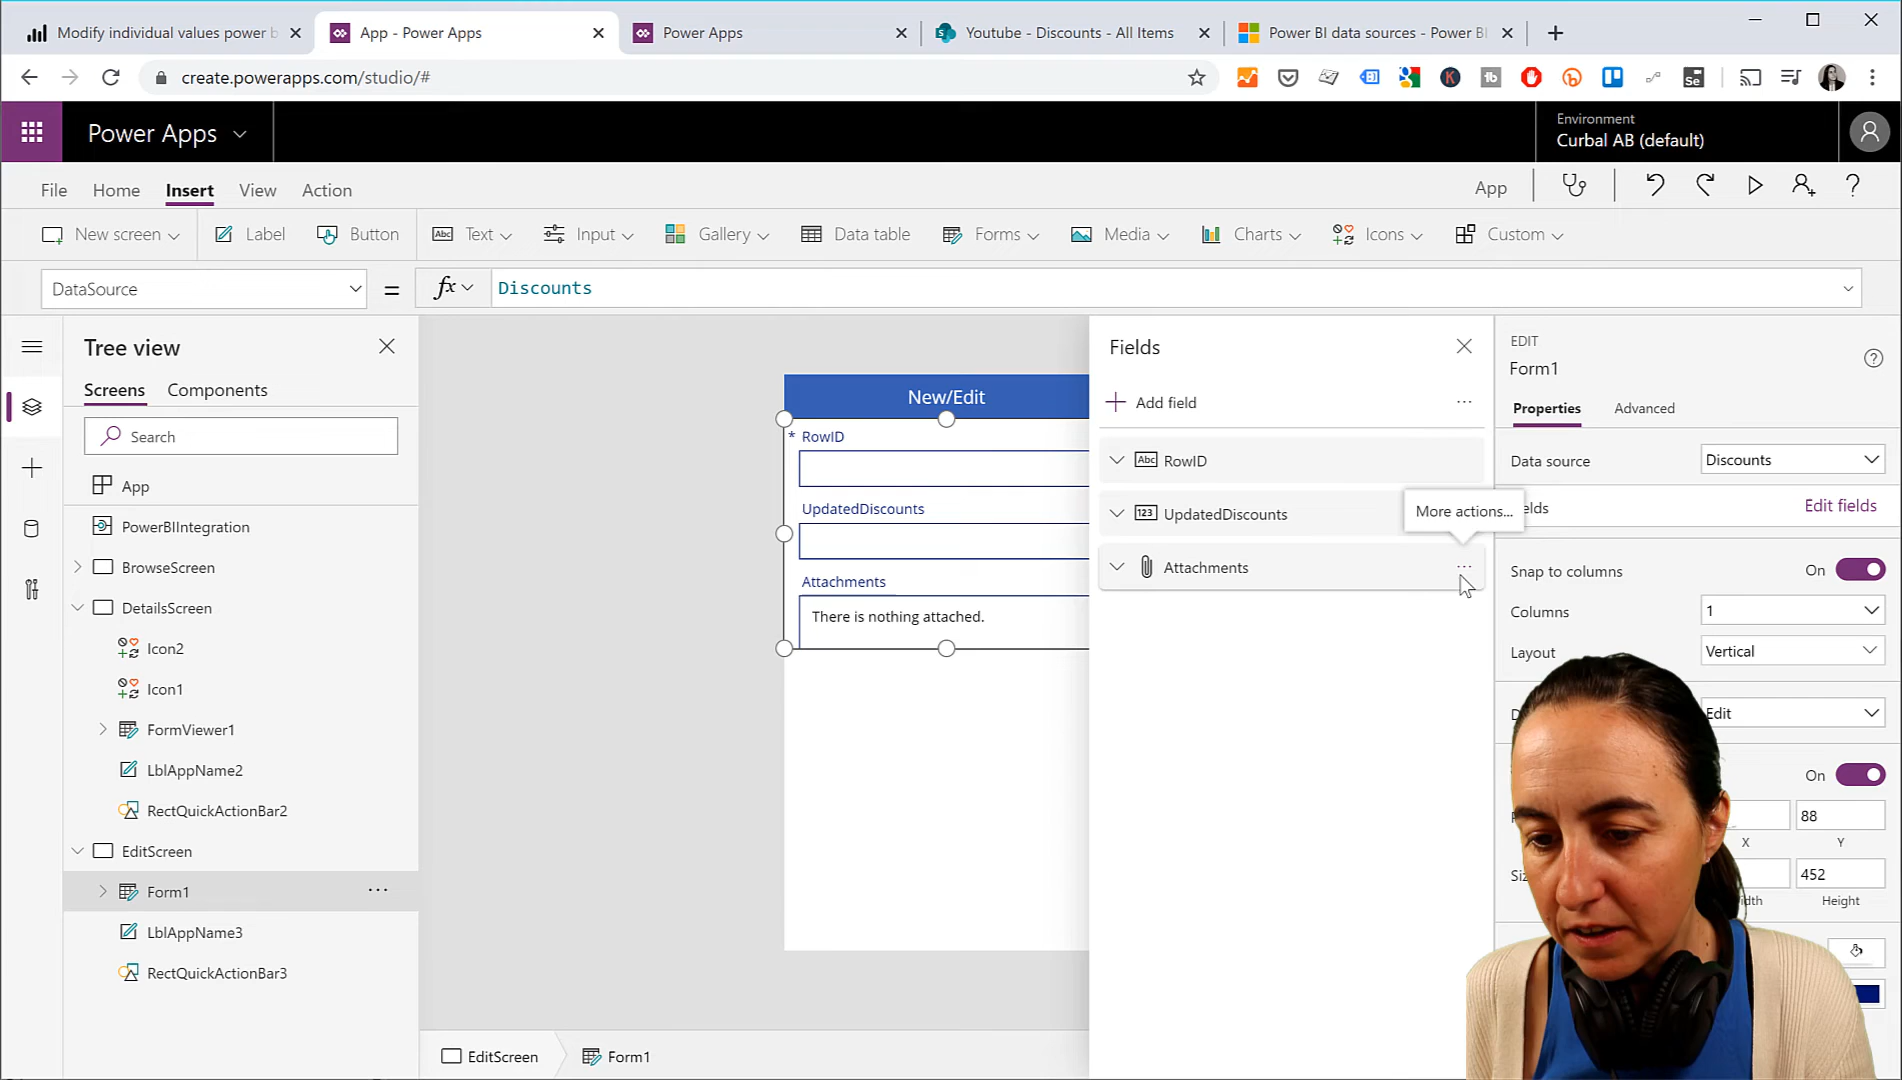 Modify individual values power b
App - Power Apps
Power Apps
Youtube - Discounts - All Items
Power BI data sources - Power BI
create.powerapps.com/studio/#
Power Apps
Environment
Curbal AB (default)
File
Home
Insert
View
Action
App
New screen
Label
Button
Abc
Text
Input
Gallery
Data table
Forms
Media
Charts
Icons
Custom
DataSource
=
fx
Discounts
Tree view
Screens
Components
Search
App
PowerBIIntegration
BrowseScreen
DetailsScreen
Icon2
Icon1
FormViewer1
LblAppName2
RectQuickActionBar2
EditScreen
Form1
...
LblAppName3
RectQuickActionBar3
New/Edit
* RowID
UpdatedDiscounts
Attachments
There is nothing attached.
EditScreen
Form1
Fields
Add field
...
Abc RowID
123 UpdatedDiscounts
More actions...
Attachments
...
EDIT
Form1
Properties
Advanced
Data source
Discounts
elds
Edit fields
Snap to columns
On
Columns
1
Layout
Vertical
Edit
On
88
X
Y
452
Height